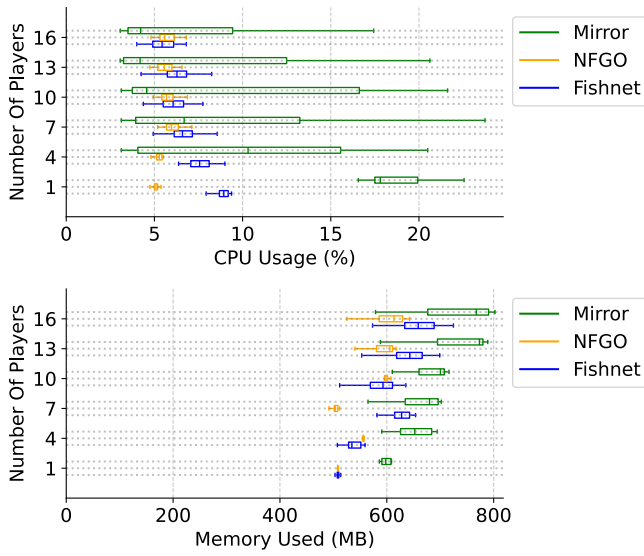 Number Of Players
16
13
10
7
4
1
0
5
10
15
20
CPU Usage (%)
Mirror
NFGO
Fishnet
Number Of Players
16
13
10
7
4
1
0
200
400
600
800
Memory Used (MB)
Mirror
NFGO
Fishnet